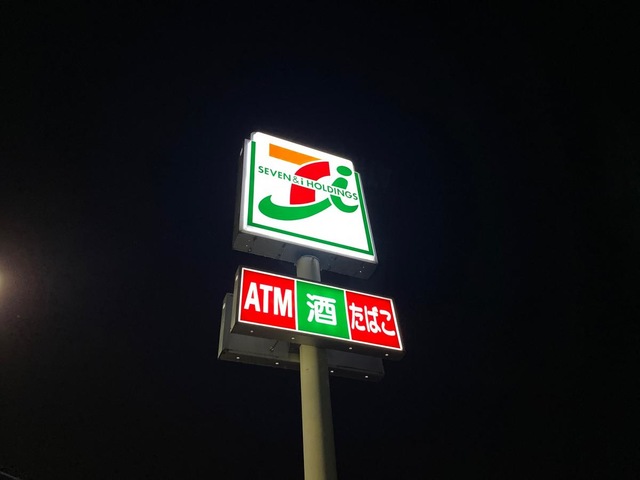 SEVEN&i HOLDINGS
ATM 酒 たばこ